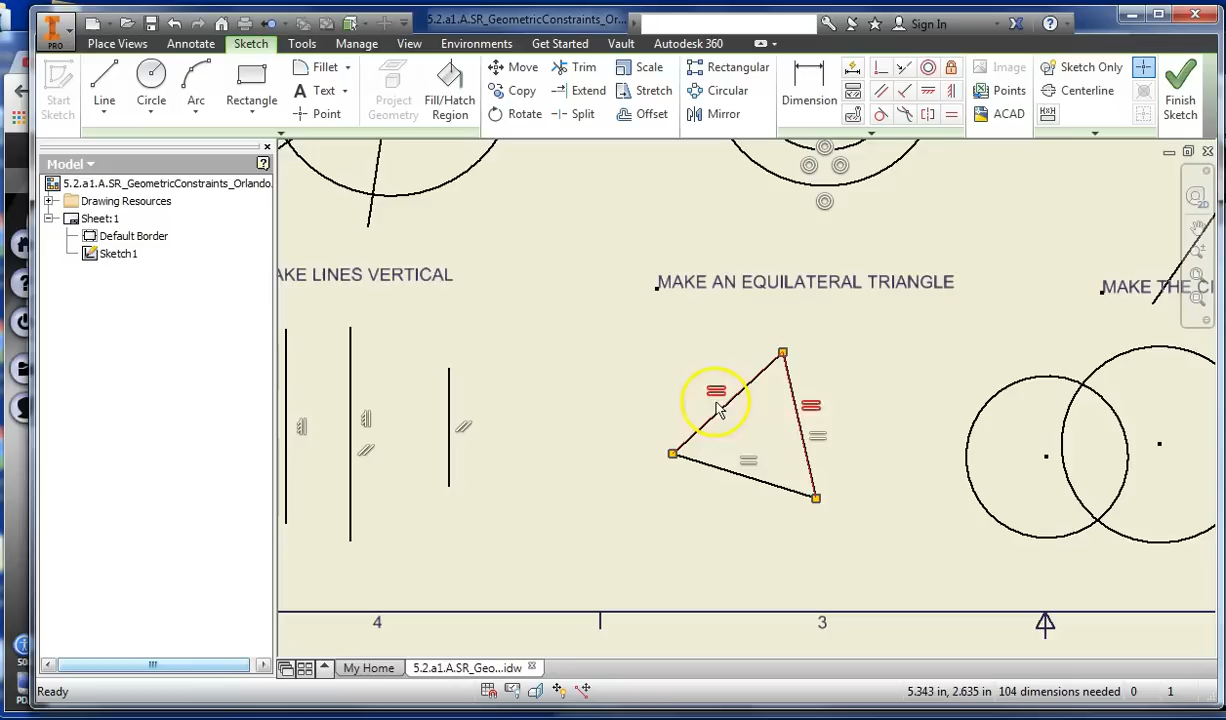 5.2.a1.A.SR_GeometricConstraints_Or...
Sign In
PRO
Place Views Annotate Sketch Tools Manage View Environments Get Started Vault Autodesk 360
Start Sketch
Line
Circle
Arc
Rectangle
Fillet
Text
Point
Project Geometry
Fill/Hatch Region
Move
Copy
Rotate
Trim
Extend
Split
Scale
Stretch
Offset
Rectangular
Circular
Mirror
Dimension
Image
Points
ACAD
Sketch Only
Centerline
Finish Sketch
Model
5.2.a1.A.SR_GeometricConstraints_Orlando.
Drawing Resources
Sheet:1
Default Border
Sketch1
2D
AKE LINES VERTICAL
MAKE AN EQUILATERAL TRIANGLE
MAKE THE CI
4
3
My Home
5.2.a1.A.SR_Geo...idw
Ready
5.343 in, 2.635 in 104 dimensions needed 0 1